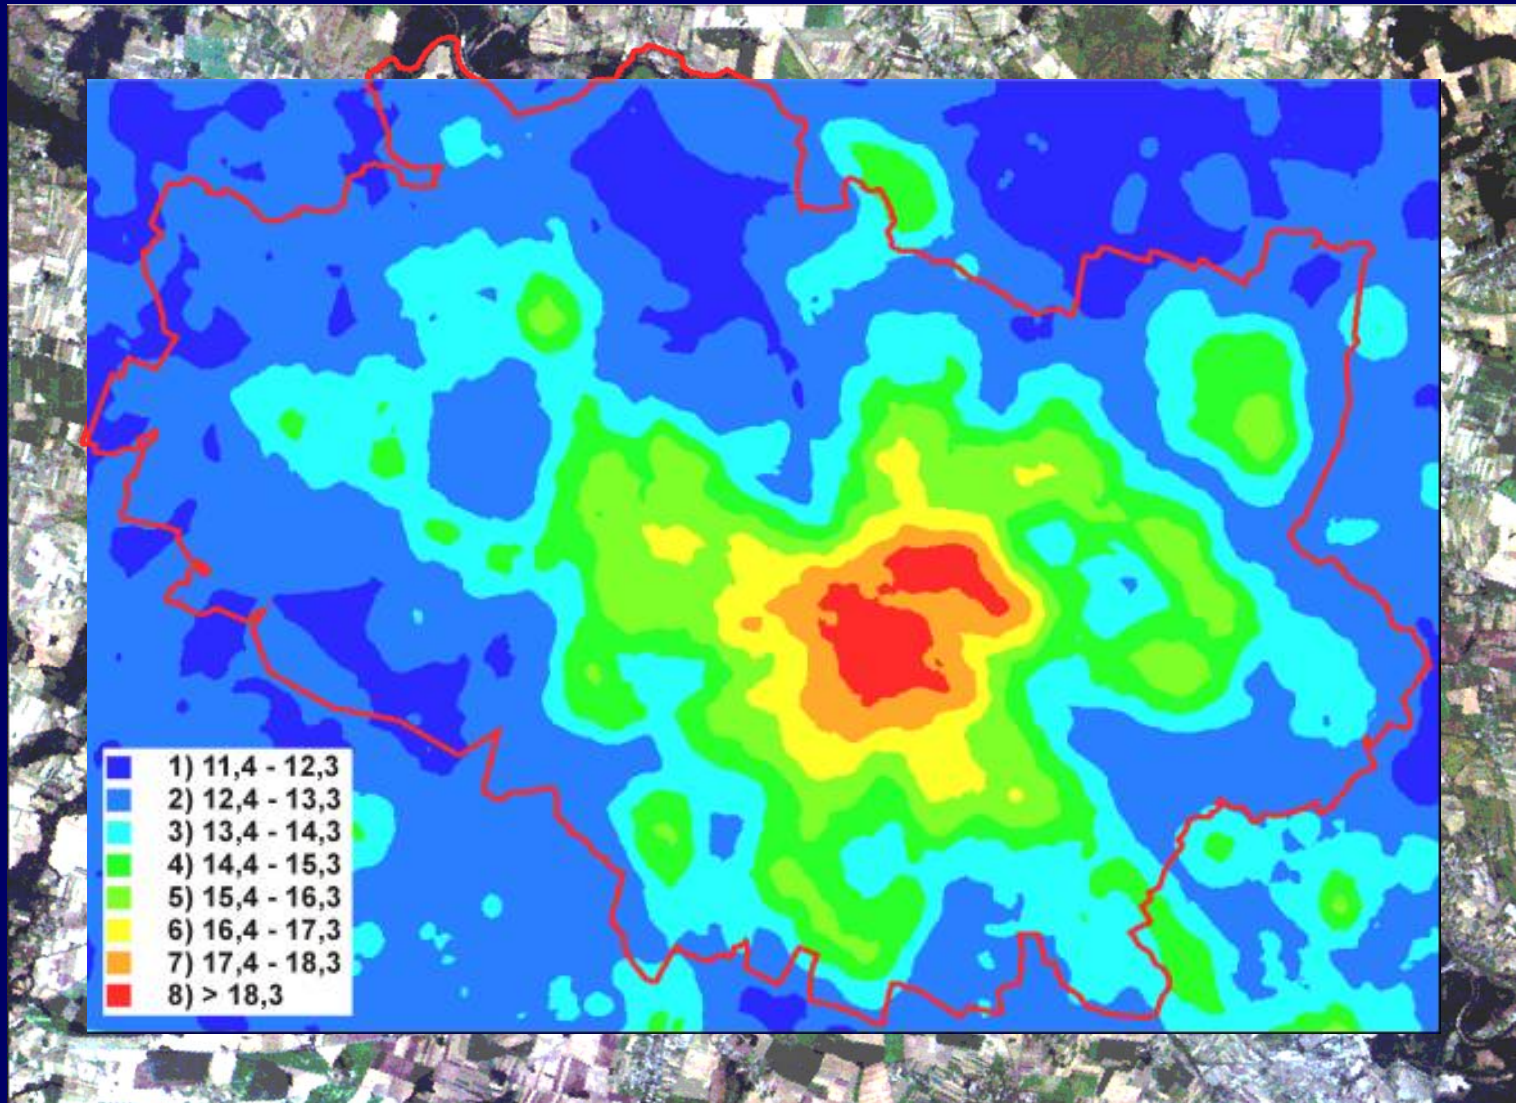 1) 11,4 - 12,3
2) 12,4 - 13,3
3) 13,4 - 14,3
4) 14,4 - 15,3
5) 15,4 - 16,3
6) 16,4 - 17,3
7) 17,4 - 18,3
8) > 18,3